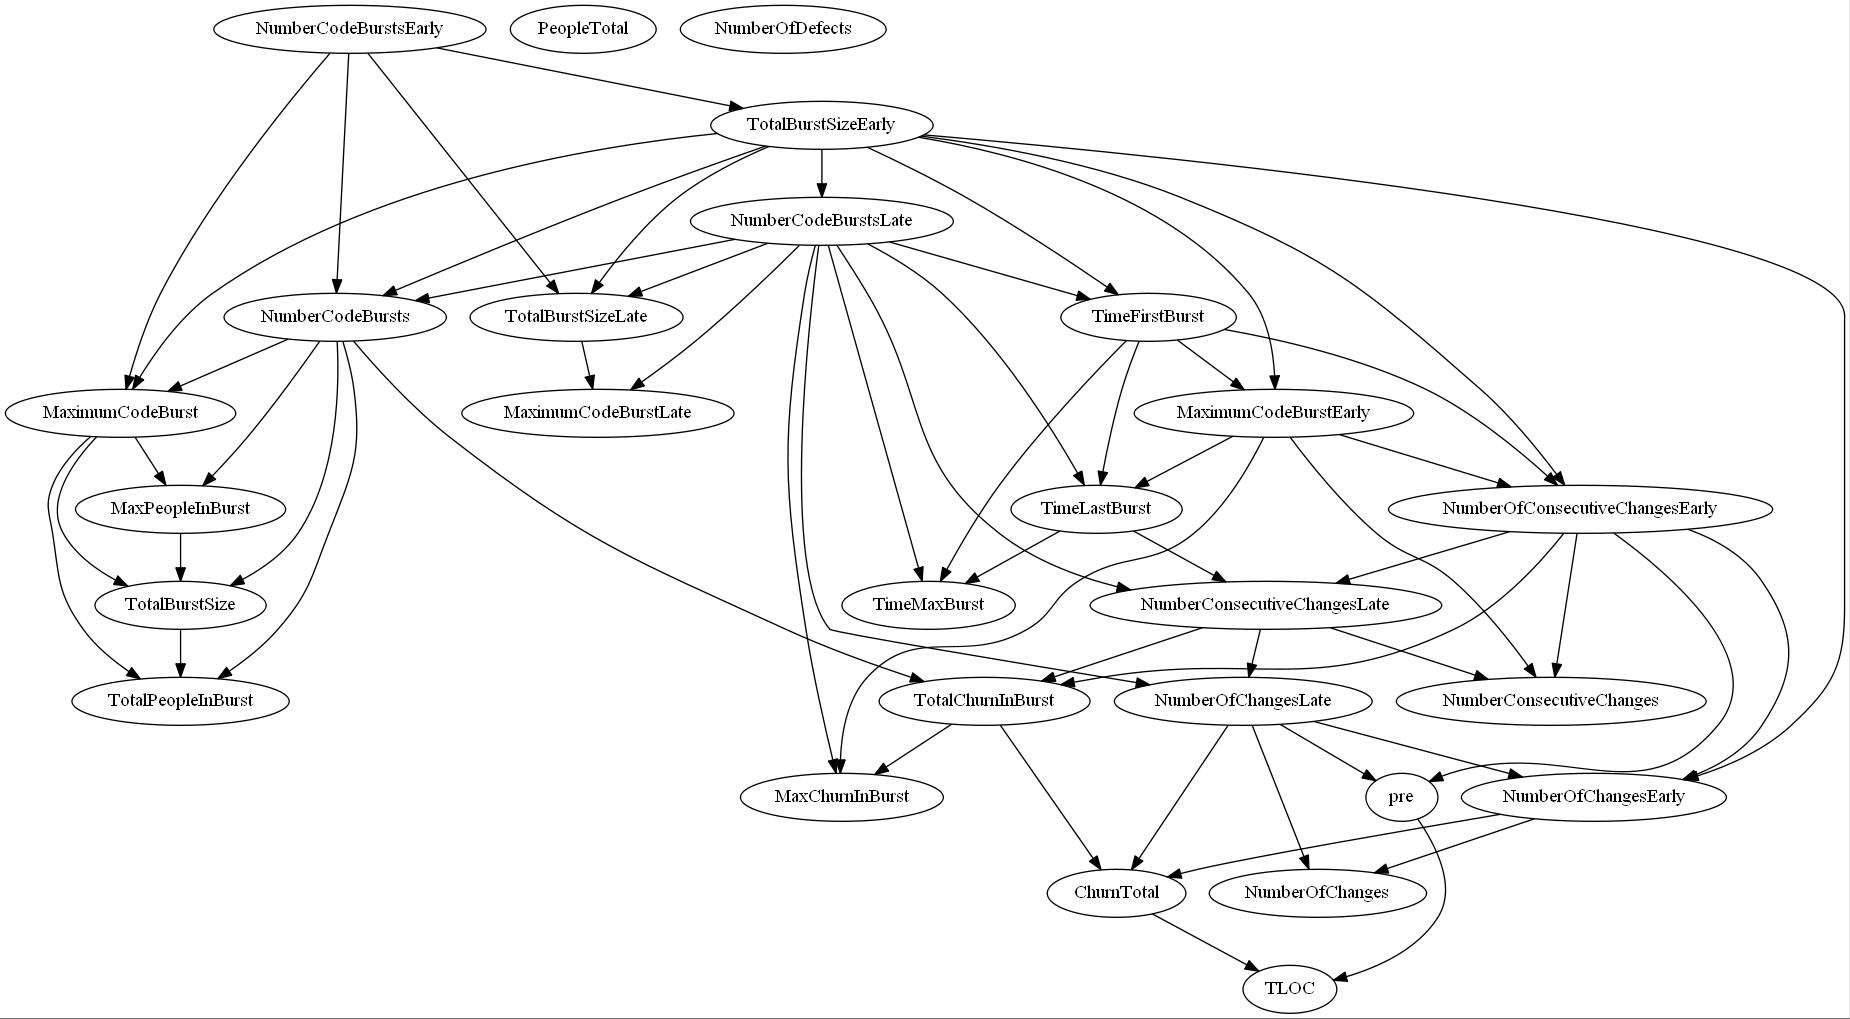 NumberCodeBurstsEarly
PeopleTotal
NumberOfDefects
TotalBurstSizeEarly
NumberCodeBurstsLate
NumberCodeBursts
TotalBurstSizeLate
TimeFirstBurst
MaximumCodeBurst
MaximumCodeBurstLate
MaximumCodeBurstEarly
MaxPeopleInBurst
TimeLastBurst
NumberOfConsecutiveChangesEarly
TotalBurstSize
TimeMaxBurst
NumberConsecutiveChangesLate
TotalPeopleInBurst
TotalChurnInBurst
NumberOfChangesLate
NumberConsecutiveChanges
MaxChurnInBurst
pre
NumberOfChangesEarly
ChurnTotal
NumberOfChanges
TLOC